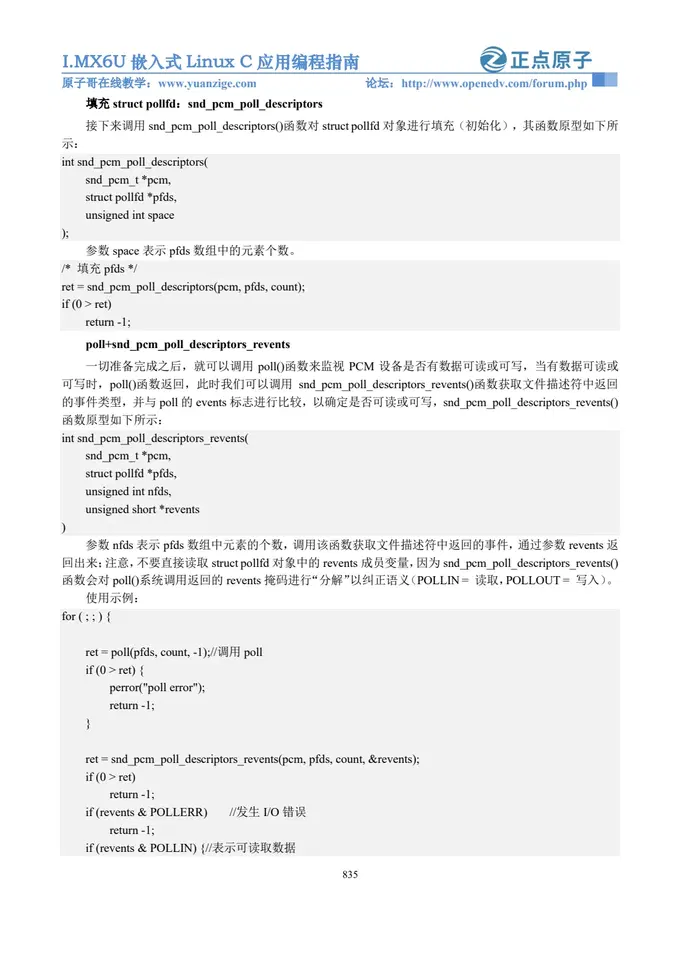 I.MX6U 嵌入式 Linux C 应用编程指南
正点原子
原子哥在线教学：www.yuanzige.com 论坛：http://www.openedv.com/forum.php
填充 struct pollfd：snd_pcm_poll_descriptors
接下来调用 snd_pcm_poll_descriptors()函数对 struct pollfd 对象进行填充（初始化），其函数原型如下所
示：
int snd_pcm_poll_descriptors(
snd_pcm_t *pcm,
struct pollfd *pfds,
unsigned int space
);
参数 space 表示 pfds 数组中的元素个数。
/* 填充 pfds */
ret = snd_pcm_poll_descriptors(pcm, pfds, count);
if (0 > ret)
return -1;
poll+snd_pcm_poll_descriptors_revents
一切准备完成之后，就可以调用 poll()函数来监视 PCM 设备是否有数据可读或可写，当有数据可读或
可写时，poll()函数返回，此时我们可以调用 snd_pcm_poll_descriptors_revents()函数获取文件描述符中返回
的事件类型，并与 poll 的 events 标志进行比较，以确定是否可读或可写，snd_pcm_poll_descriptors_revents()
函数原型如下所示：
int snd_pcm_poll_descriptors_revents(
snd_pcm_t *pcm,
struct pollfd *pfds,
unsigned int nfds,
unsigned short *revents
)
参数 nfds 表示 pfds 数组中元素的个数，调用该函数获取文件描述符中返回的事件，通过参数 revents 返
回出来；注意，不要直接读取 struct pollfd 对象中的 revents 成员变量，因为 snd_pcm_poll_descriptors_revents()
函数会对 poll()系统调用返回的 revents 掩码进行“分解”以纠正语义（POLLIN = 读取，POLLOUT = 写入）。
使用示例：
for ( ; ; ) {
ret = poll(pfds, count, -1);//调用 poll
if (0 > ret) {
perror("poll error");
return -1;
}
ret = snd_pcm_poll_descriptors_revents(pcm, pfds, count, &revents);
if (0 > ret)
return -1;
if (revents & POLLERR) //发生 I/O 错误
return -1;
if (revents & POLLIN) {//表示可读取数据
835